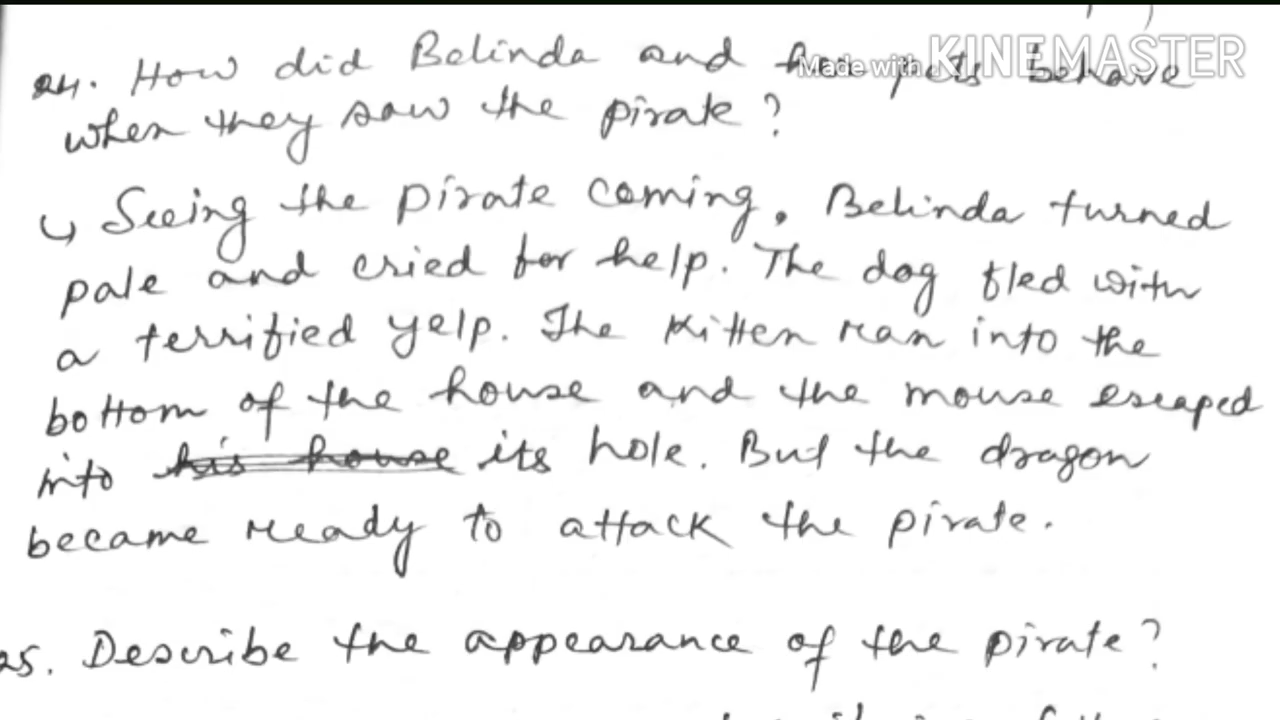 24. How did Belinda and her pets behave
Made with KINEMASTER
when they saw the pirate?
↳ Seeing the pirate coming, Belinda turned
pale and cried for help. The dog fled with
a terrified yelp. The Kitten ran into the
bottom of the house and the mouse escaped
into his house its hole. But the dragon
became ready to attack the pirate.
25. Describe the appearance of the pirate?